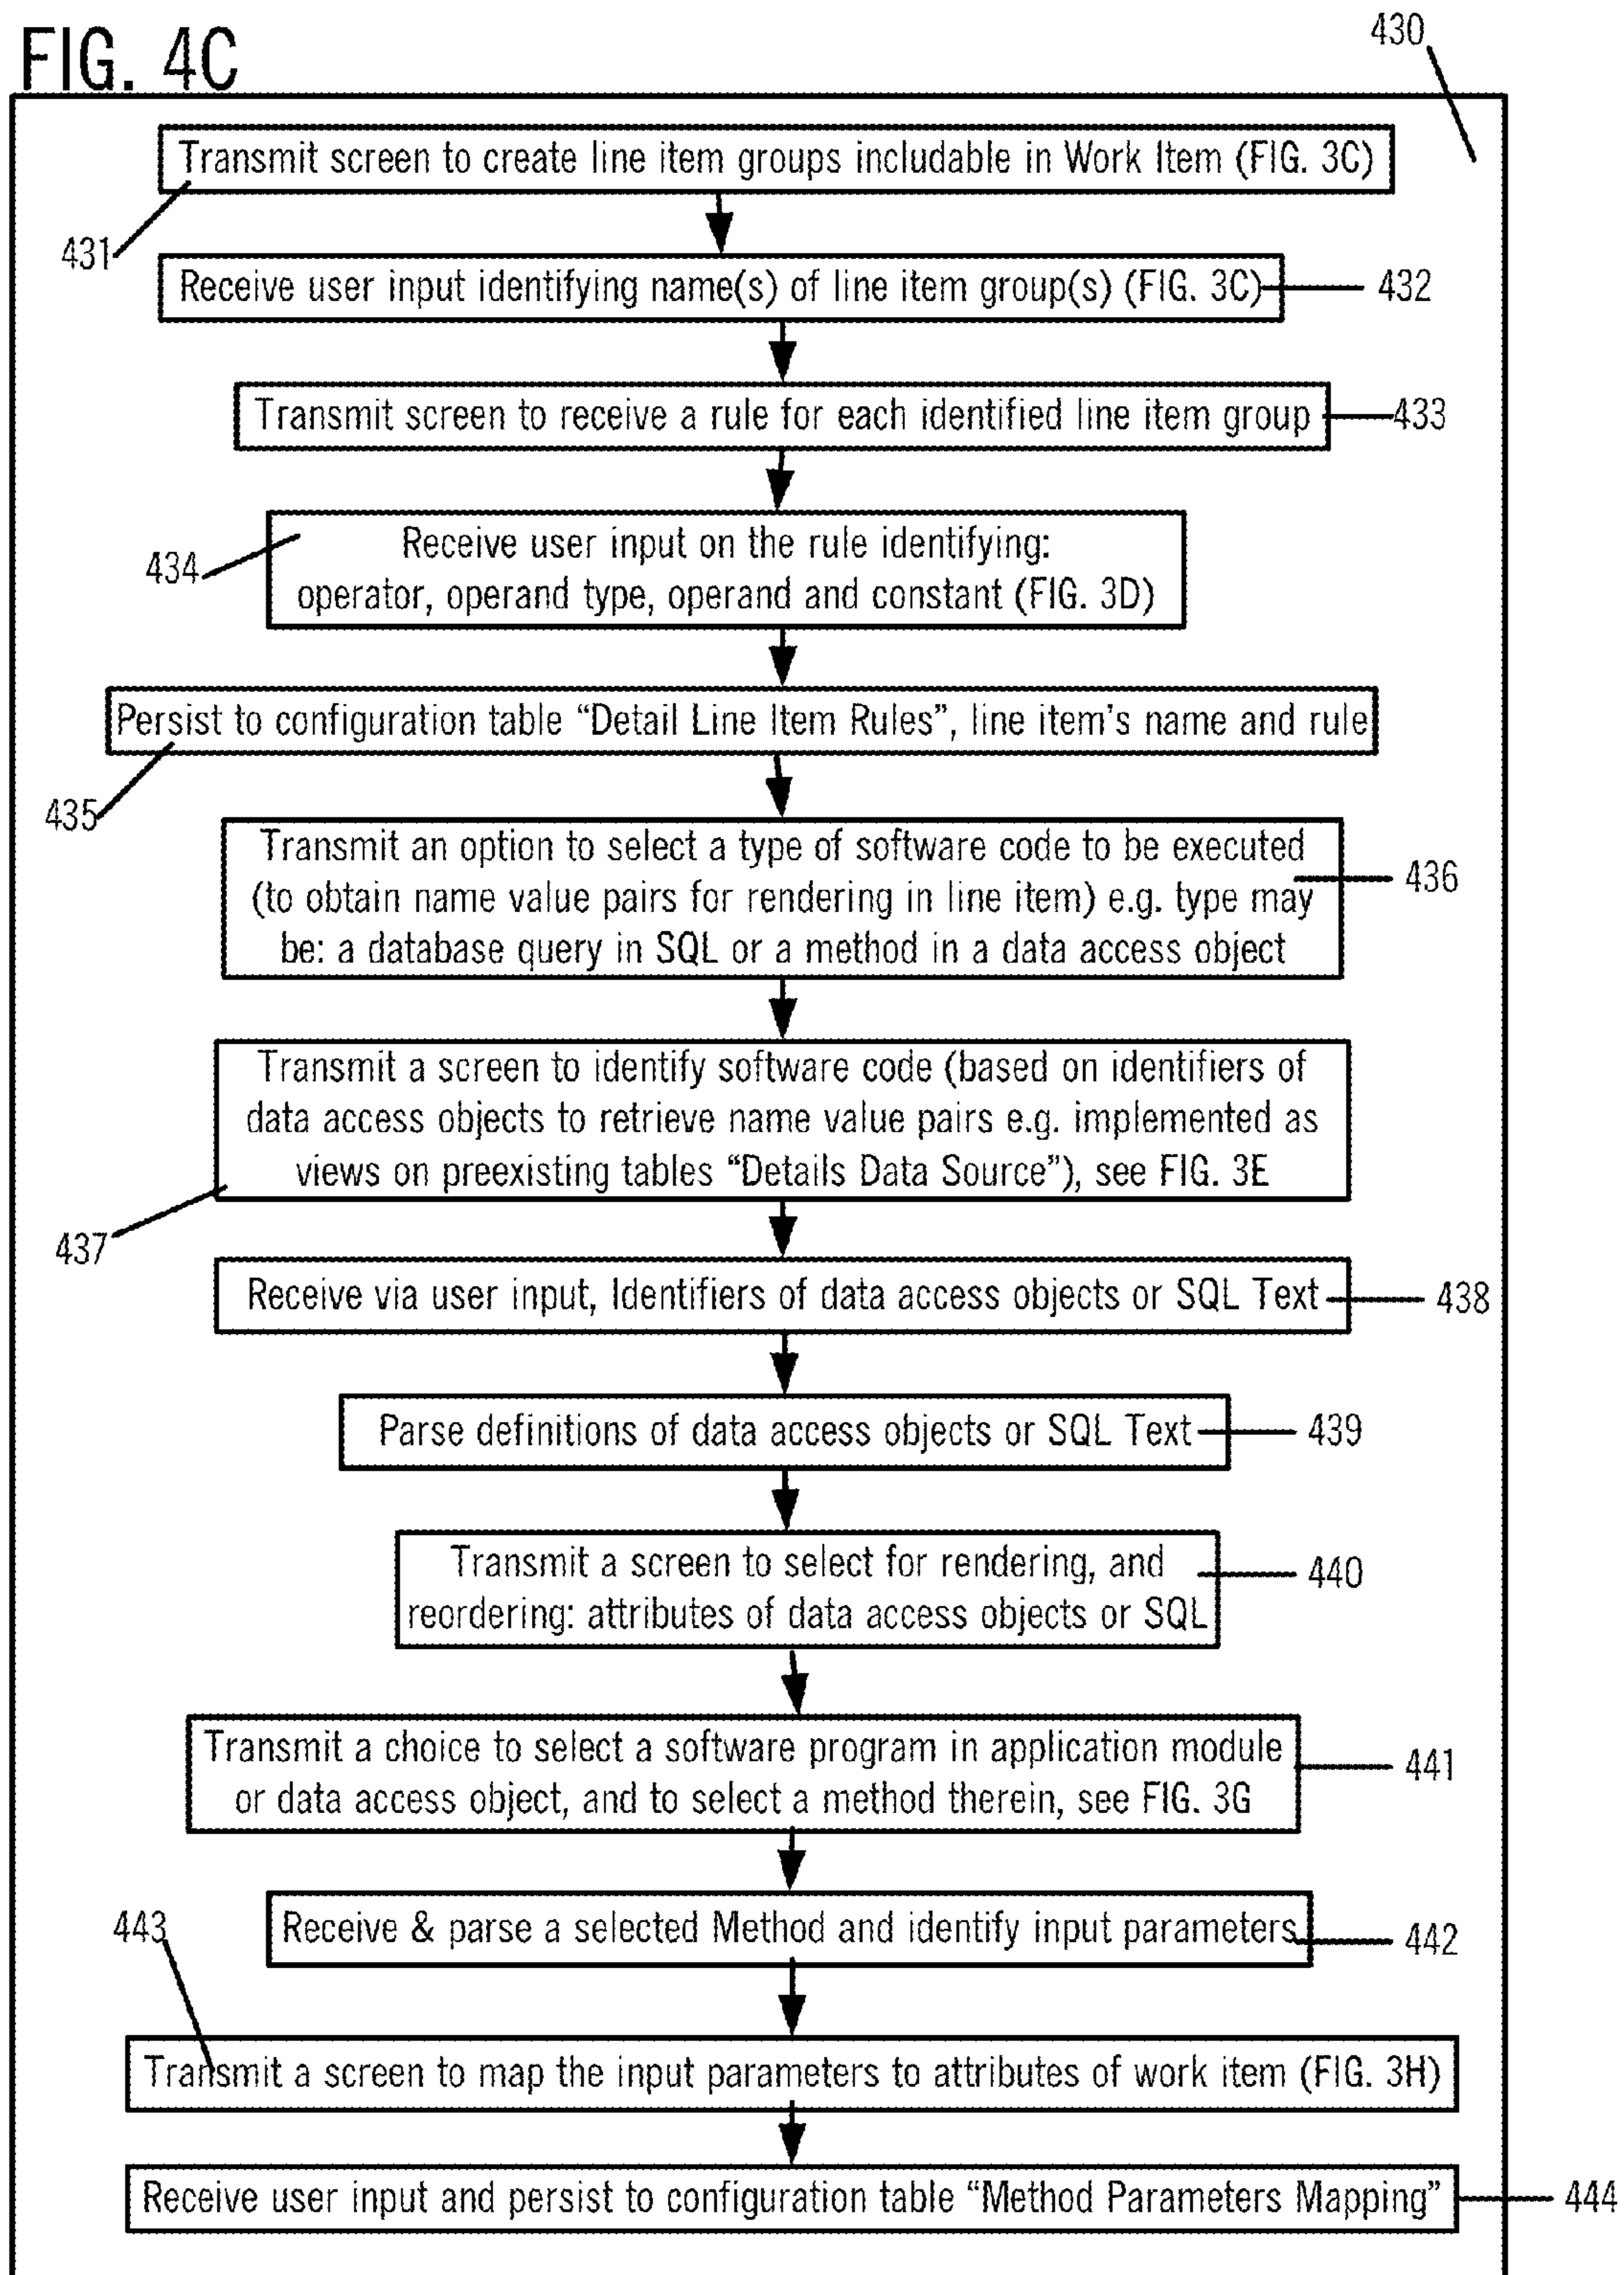 FIG. 4C
430
Transmit screen to create line item groups includable in Work Item (FIG. 3C)
431
Receive user input identifying name(s) of line item group(s) (FIG. 3C)
432
Transmit screen to receive a rule for each identified line item group
433
434
Receive user input on the rule identifying:
operator, operand type, operand and constant (FIG. 3D)
Persist to configuration table “Detail Line Item Rules”, line item's name and rule
435
Transmit an option to select a type of software code to be executed
(to obtain name value pairs for rendering in line item) e.g. type may
be: a database query in SQL or a method in a data access object
436
Transmit a screen to identify software code (based on identifiers of
data access objects to retrieve name value pairs e.g. implemented as
views on preexisting tables “Details Data Source”), see FIG. 3E
437
Receive via user input, Identifiers of data access objects or SQL Text
438
Parse definitions of data access objects or SQL Text
439
Transmit a screen to select for rendering, and
reordering: attributes of data access objects or SQL
440
Transmit a choice to select a software program in application module
or data access object, and to select a method therein, see FIG. 3G
441
Receive & parse a selected Method and identify input parameters
442
443
Transmit a screen to map the input parameters to attributes of work item (FIG. 3H)
Receive user input and persist to configuration table “Method Parameters Mapping”
444